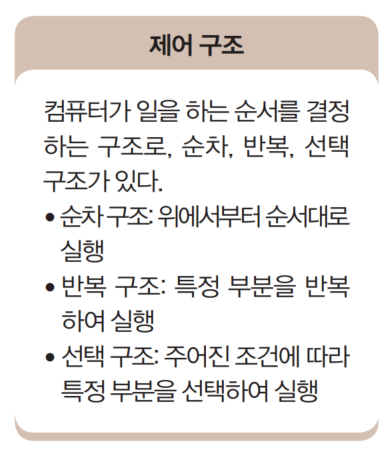 제어 구조
컴퓨터가 일을 하는 순서를 결정
하는 구조로, 순차, 반복, 선택
구조가 있다.
• 순차 구조: 위에서부터 순서대로
실행
• 반복 구조: 특정 부분을 반복
하여 실행
• 선택 구조: 주어진 조건에 따라
특정 부분을 선택하여 실행